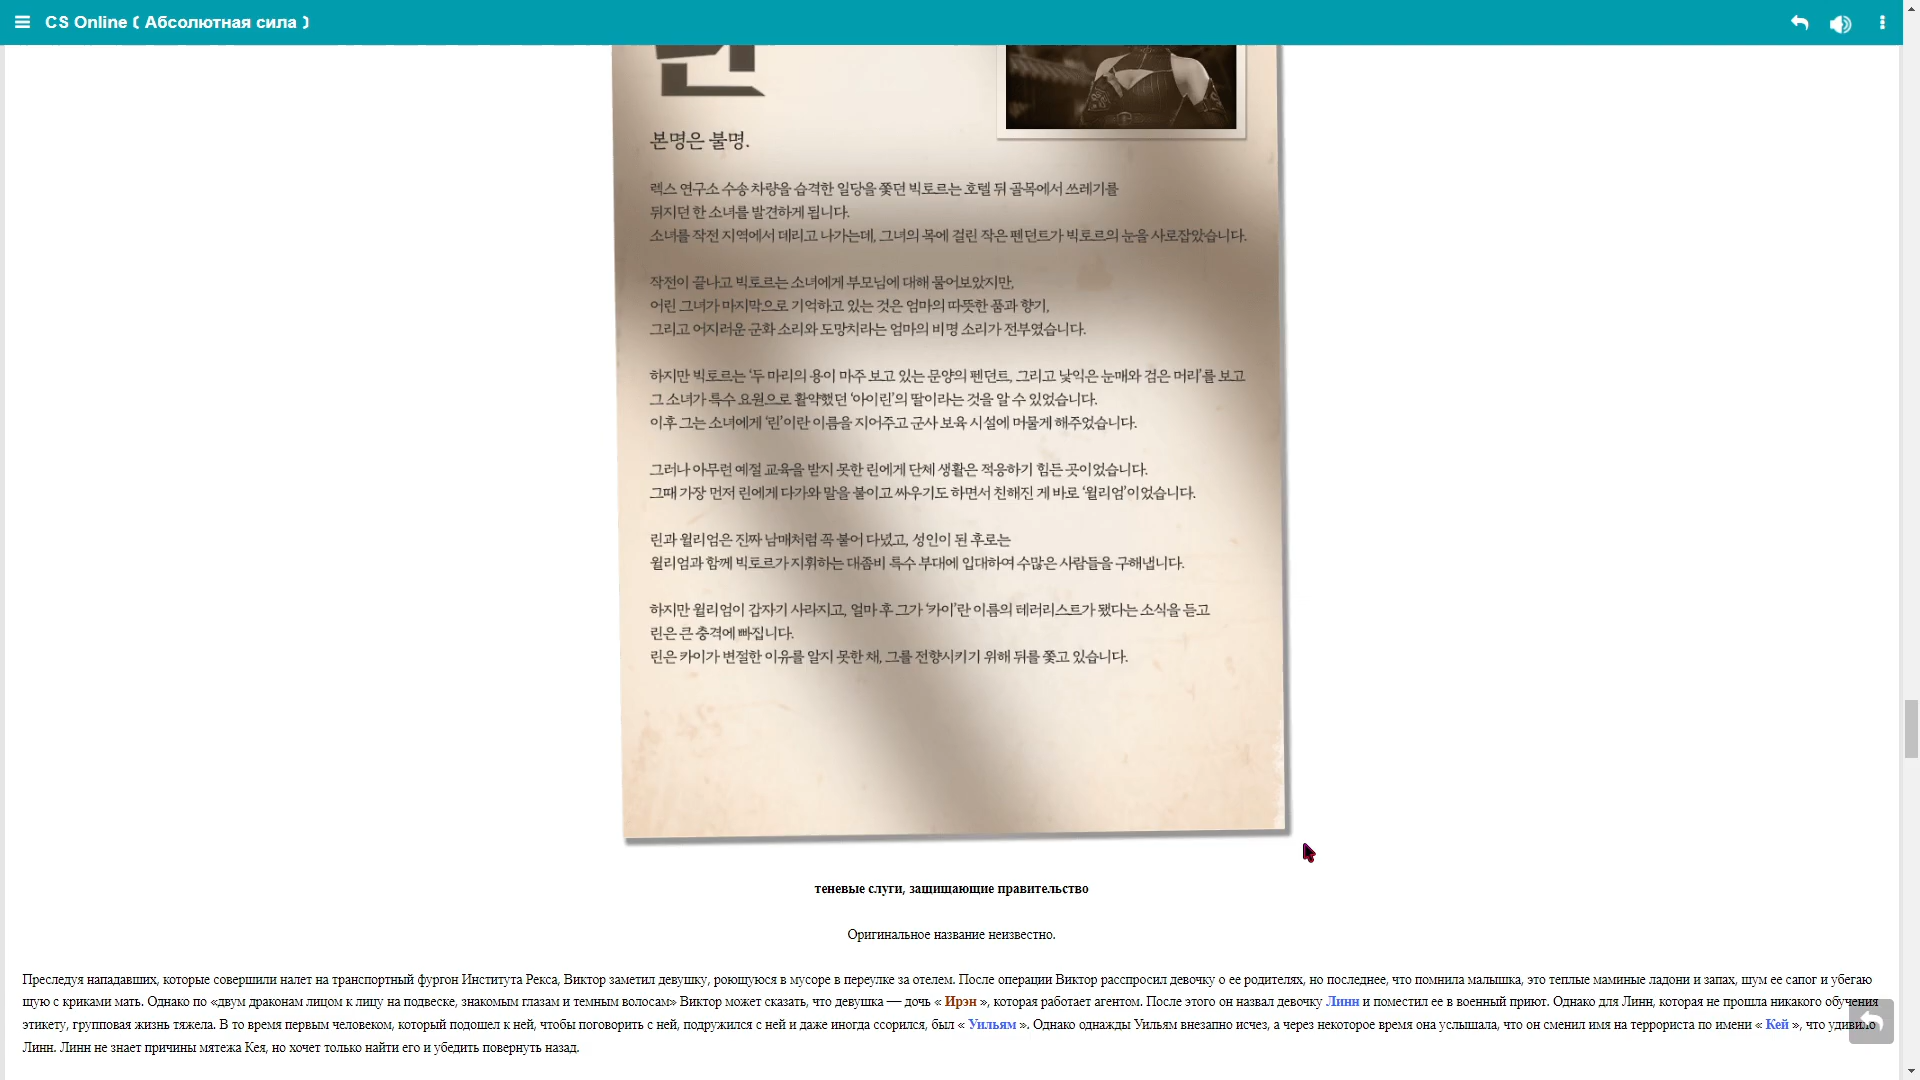 CS Online ( Абсолютная сила )
린
본명은 불명.
렉스 연구소 수송 차량을 습격한 일당을 쫓던 빅토르는 호텔 뒤 골목에서 쓰레기를
뒤지던 한 소녀를 발견하게 됩니다.
소녀를 작전 지역에서 데리고 나가는데, 그녀의 목에 걸린 작은 펜던트가 빅토르의 눈을 사로잡았습니다.
작전이 끝나고 빅토르는 소녀에게 부모님에 대해 물어보았지만,
어린 그녀가 마지막으로 기억하고 있는 것은 엄마의 따뜻한 품과 향기,
그리고 어지러운 군화 소리와 도망치라는 엄마의 비명 소리가 전부였습니다.
하지만 빅토르는 ‘두 마리의 용이 마주 보고 있는 문양의 펜던트, 그리고 낯익은 눈매와 검은 머리’를 보고
그 소녀가 특수 요원으로 활약했던 ‘아이린’의 딸이라는 것을 알 수 있었습니다.
이후 그는 소녀에게 ‘린’이란 이름을 지어주고 군사 보육 시설에 머물게 해주었습니다.
그러나 아무런 예절 교육을 받지 못한 린에게 단체 생활은 적응하기 힘든 곳이었습니다.
그때 가장 먼저 린에게 다가와 말을 붙이고 싸우기도 하면서 친해진 게 바로 ‘윌리엄’이었습니다.
린과 윌리엄은 진짜 남매처럼 꼭 붙어 다녔고, 성인이 된 후로는
윌리엄과 함께 빅토르가 지휘하는 대좀비 특수 부대에 입대하여 수많은 사람들을 구해냅니다.
하지만 윌리엄이 갑자기 사라지고, 얼마 후 그가 ‘카이’란 이름의 테러리스트가 됐다는 소식을 듣고
린은 큰 충격에 빠집니다.
린은 카이가 변절한 이유를 알지 못한 채, 그를 전향시키기 위해 뒤를 쫓고 있습니다.
теневые слуги, защищающие правительство
Оригинальное название неизвестно.
Преследуя нападавших, которые совершили налет на транспортный фургон Института Рекса, Виктор заметил девушку, роющуюся в мусоре в переулке за отелем. После операции Виктор расспросил девочку о ее родителях, но последнее, что помнила малышка, это теплые мамины ладони и запах, шум ее сапог и убегаю
щую с криками мать. Однако по «двум драконам лицом к лицу на подвеске, знакомым глазам и темным волосам» Виктор может сказать, что девушка — дочь « Ирэн », которая работает агентом. После этого он назвал девочку Линн и поместил ее в военный приют. Однако для Линн, которая не прошла никакого обучения
этикету, групповая жизнь тяжела. В то время первым человеком, который подошел к ней, чтобы поговорить с ней, подружился с ней и даже иногда ссорился, был « Уильям ». Однако однажды Уильям внезапно исчез, а через некоторое время она услышала, что он сменил имя на террориста по имени « Кей », что удивило
Линн. Линн не знает причины мятежа Кея, но хочет только найти его и убедить повернуть назад.